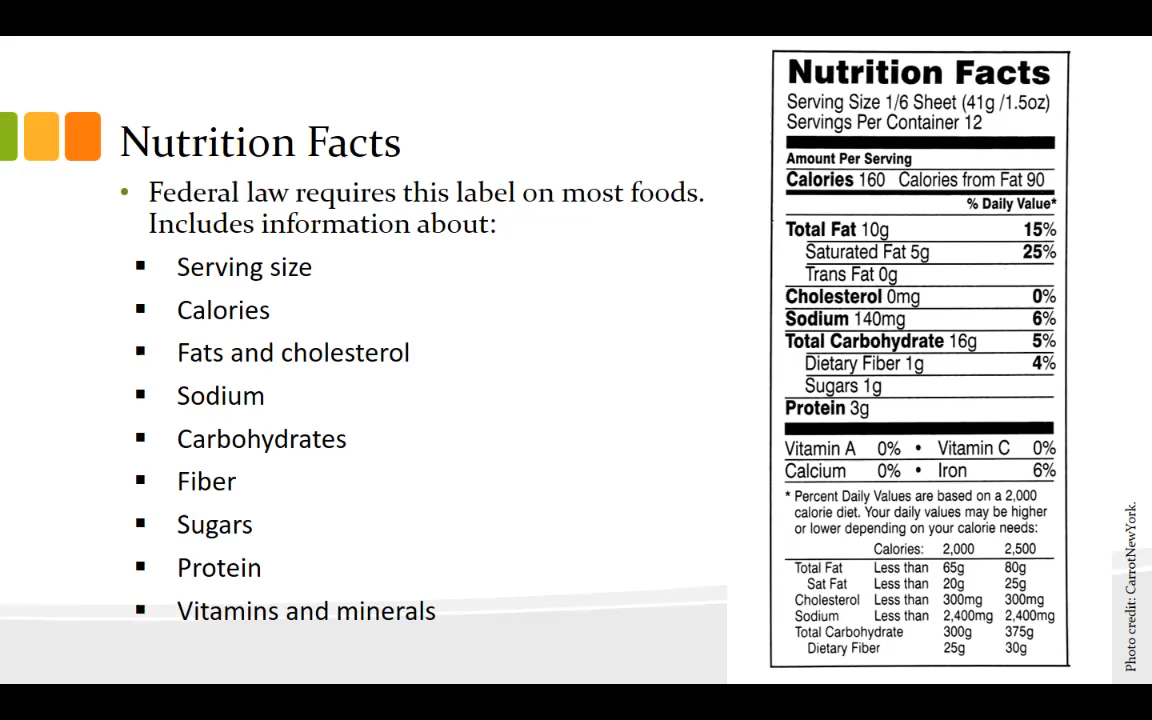 Nutrition Facts
• Federal law requires this label on most foods.
Includes information about:
▪ Serving size
▪ Calories
▪ Fats and cholesterol
▪ Sodium
▪ Carbohydrates
▪ Fiber
▪ Sugars
▪ Protein
▪ Vitamins and minerals
Nutrition Facts
Serving Size 1/6 Sheet (41g /1.5oz)
Servings Per Container 12
Amount Per Serving
Calories 160 Calories from Fat 90
% Daily Value*
Total Fat 10g 15%
Saturated Fat 5g 25%
Trans Fat 0g
Cholesterol 0mg 0%
Sodium 140mg 6%
Total Carbohydrate 16g 5%
Dietary Fiber 1g 4%
Sugars 1g
Protein 3g
Vitamin A 0% • Vitamin C 0%
Calcium 0% • Iron 6%
* Percent Daily Values are based on a 2,000
calorie diet. Your daily values may be higher
or lower depending on your calorie needs:
Calories: 2,000 2,500
Total Fat Less than 65g 80g
Sat Fat Less than 20g 25g
Cholesterol Less than 300mg 300mg
Sodium Less than 2,400mg 2,400mg
Total Carbohydrate 300g 375g
Dietary Fiber 25g 30g
Photo credit: CarrotNewYork.